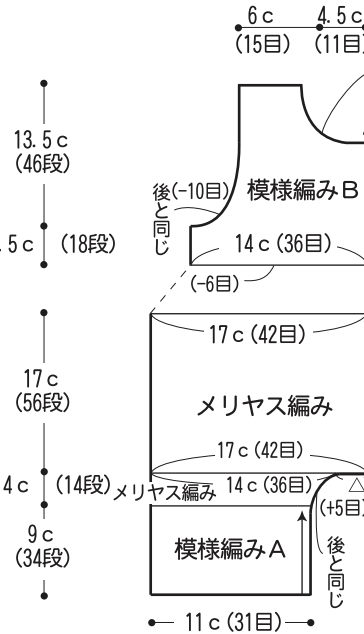 6c
(15目)
4.5c
(11目)
13.5c
(46段)
.5c
(18段)
後と同じ
(-10目)
模様編みB
14c(36目)
(-6目)
17c(42目)
17c
(56段)
メリヤス編み
17c(42目)
4c
(14段)
メリヤス編み
14c(36目)
△
(+5目)
9c
(34段)
模様編みA
後と同じ
11c(31目)